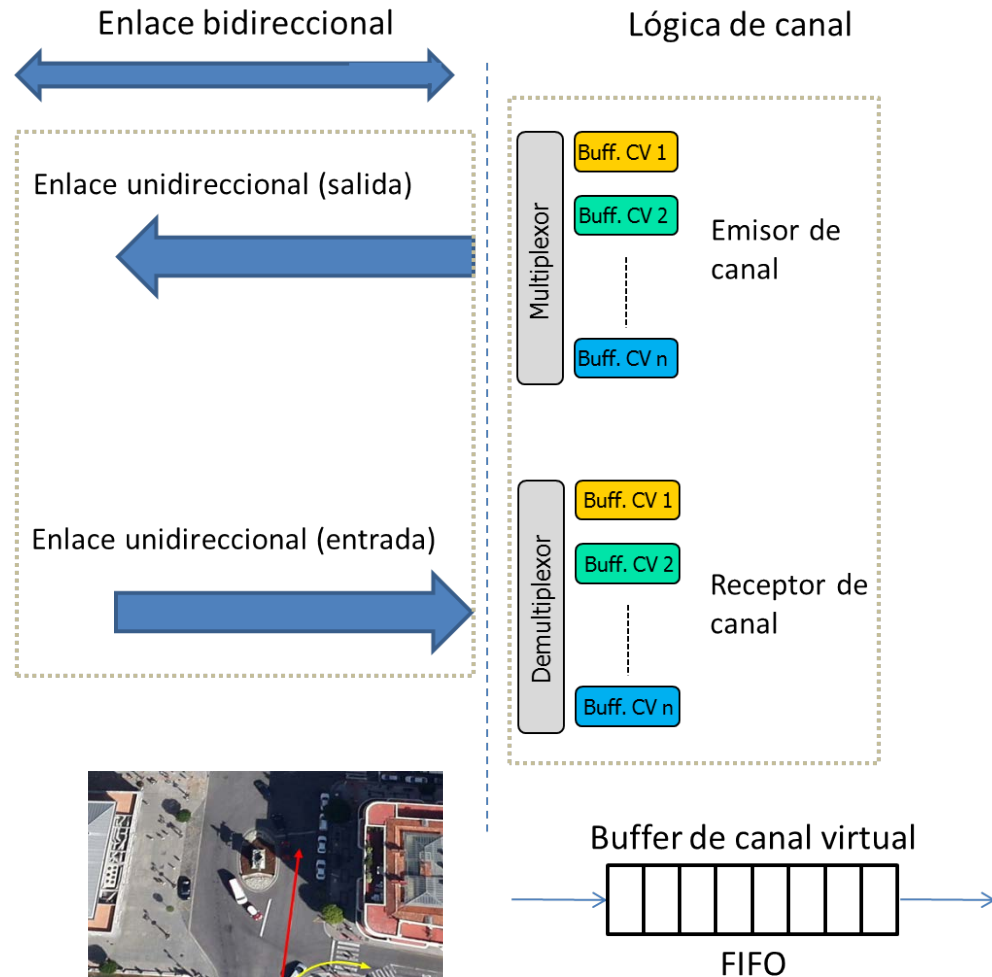 Enlace bidireccional
Lógica de canal
Enlace unidireccional (salida)
Multiplexor
Buff. CV 1
Buff. CV 2
Buff. CV n
Emisor de
canal
Enlace unidireccional (entrada)
Demultiplexor
Buff. CV 1
Buff. CV 2
Buff. CV n
Receptor de
canal
Buffer de canal virtual
FIFO